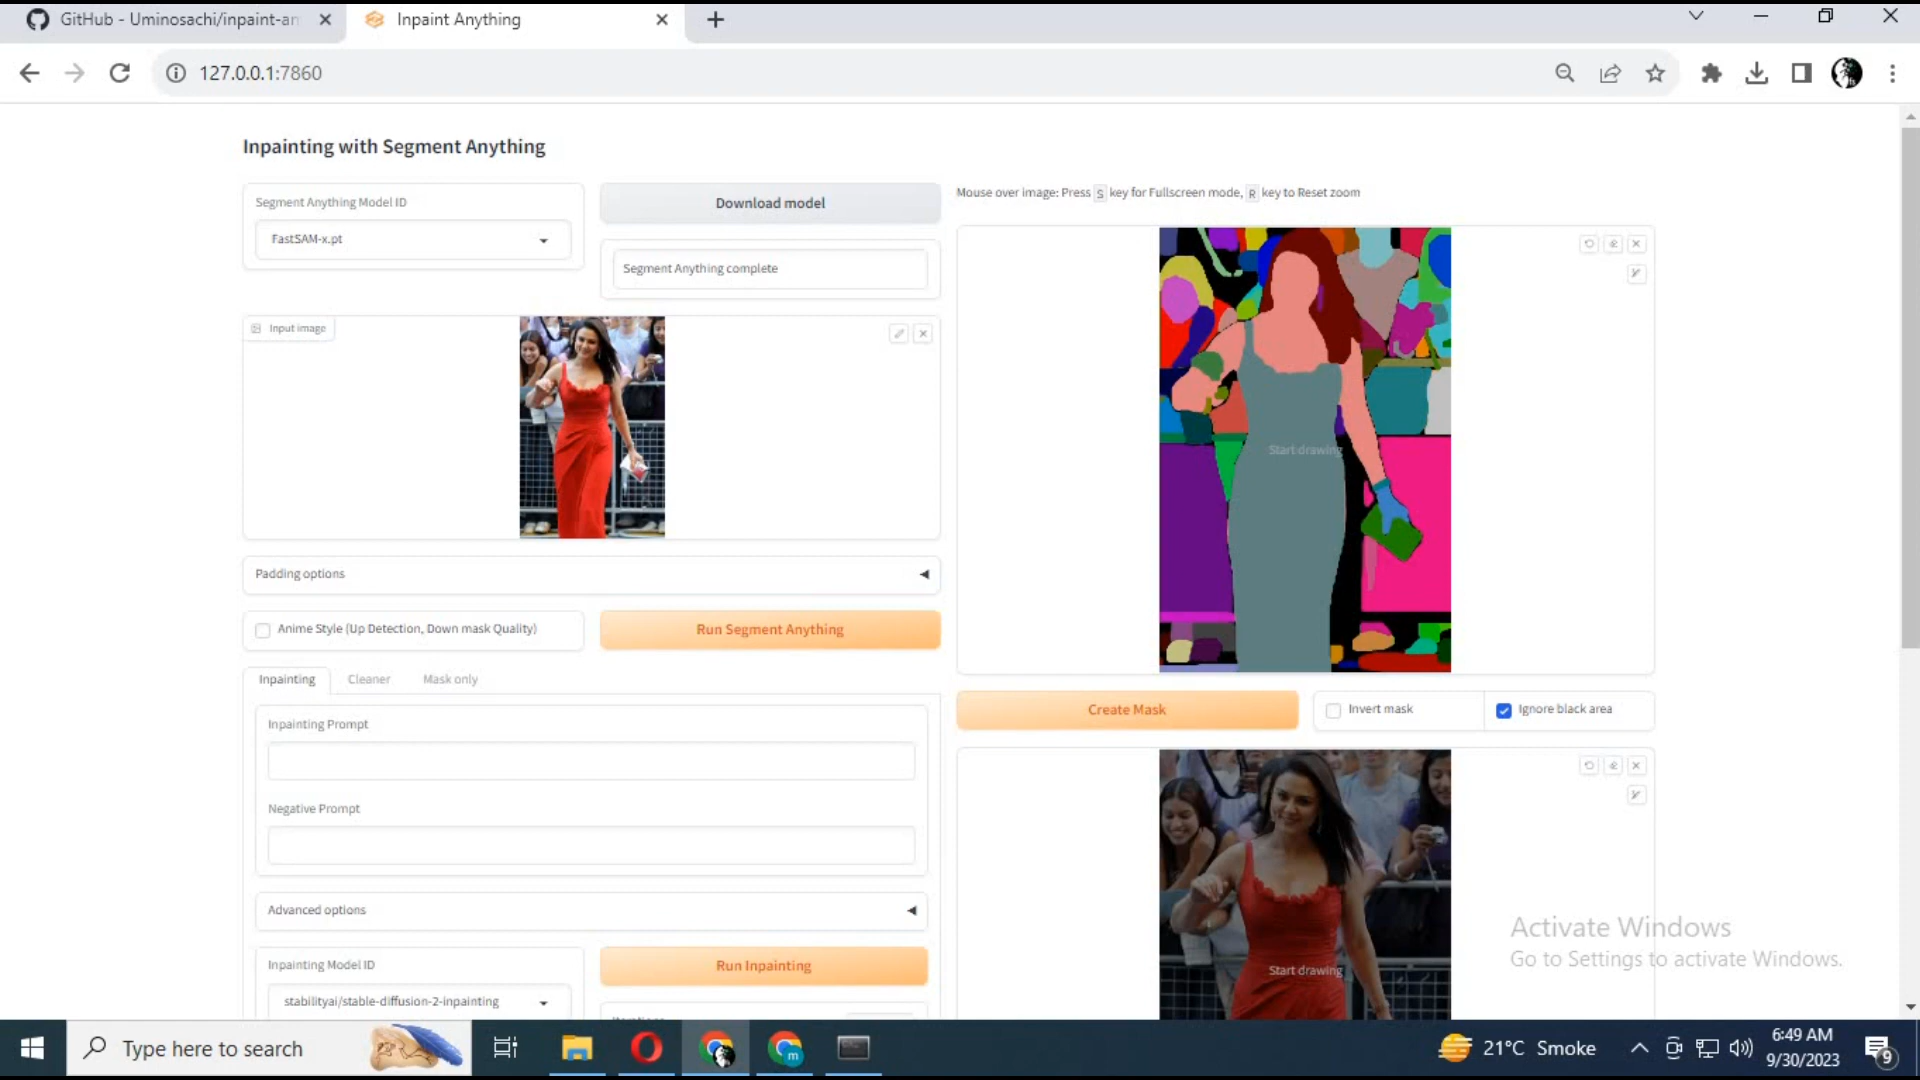 GitHub - Uminosachi/inpaint-an
Inpaint Anything
127.0.0.1:7860
Inpainting with Segment Anything
Segment Anything Model ID
FastSAM-x.pt
Download model
Segment Anything complete
Mouse over image: Press S key for Fullscreen mode, R key to Reset zoom
Input image
Start drawing
Padding options
Anime Style (Up Detection, Down mask Quality)
Run Segment Anything
Inpainting
Cleaner
Mask only
Create Mask
Invert mask
Ignore black area
Inpainting Prompt
Negative Prompt
Advanced options
Inpainting Model ID
stabilityai/stable-diffusion-2-inpainting
Run Inpainting
Start drawing
Activate Windows
Go to Settings to activate Windows.
Type here to search
m
21°C Smoke
6:49 AM
9/30/2023
9